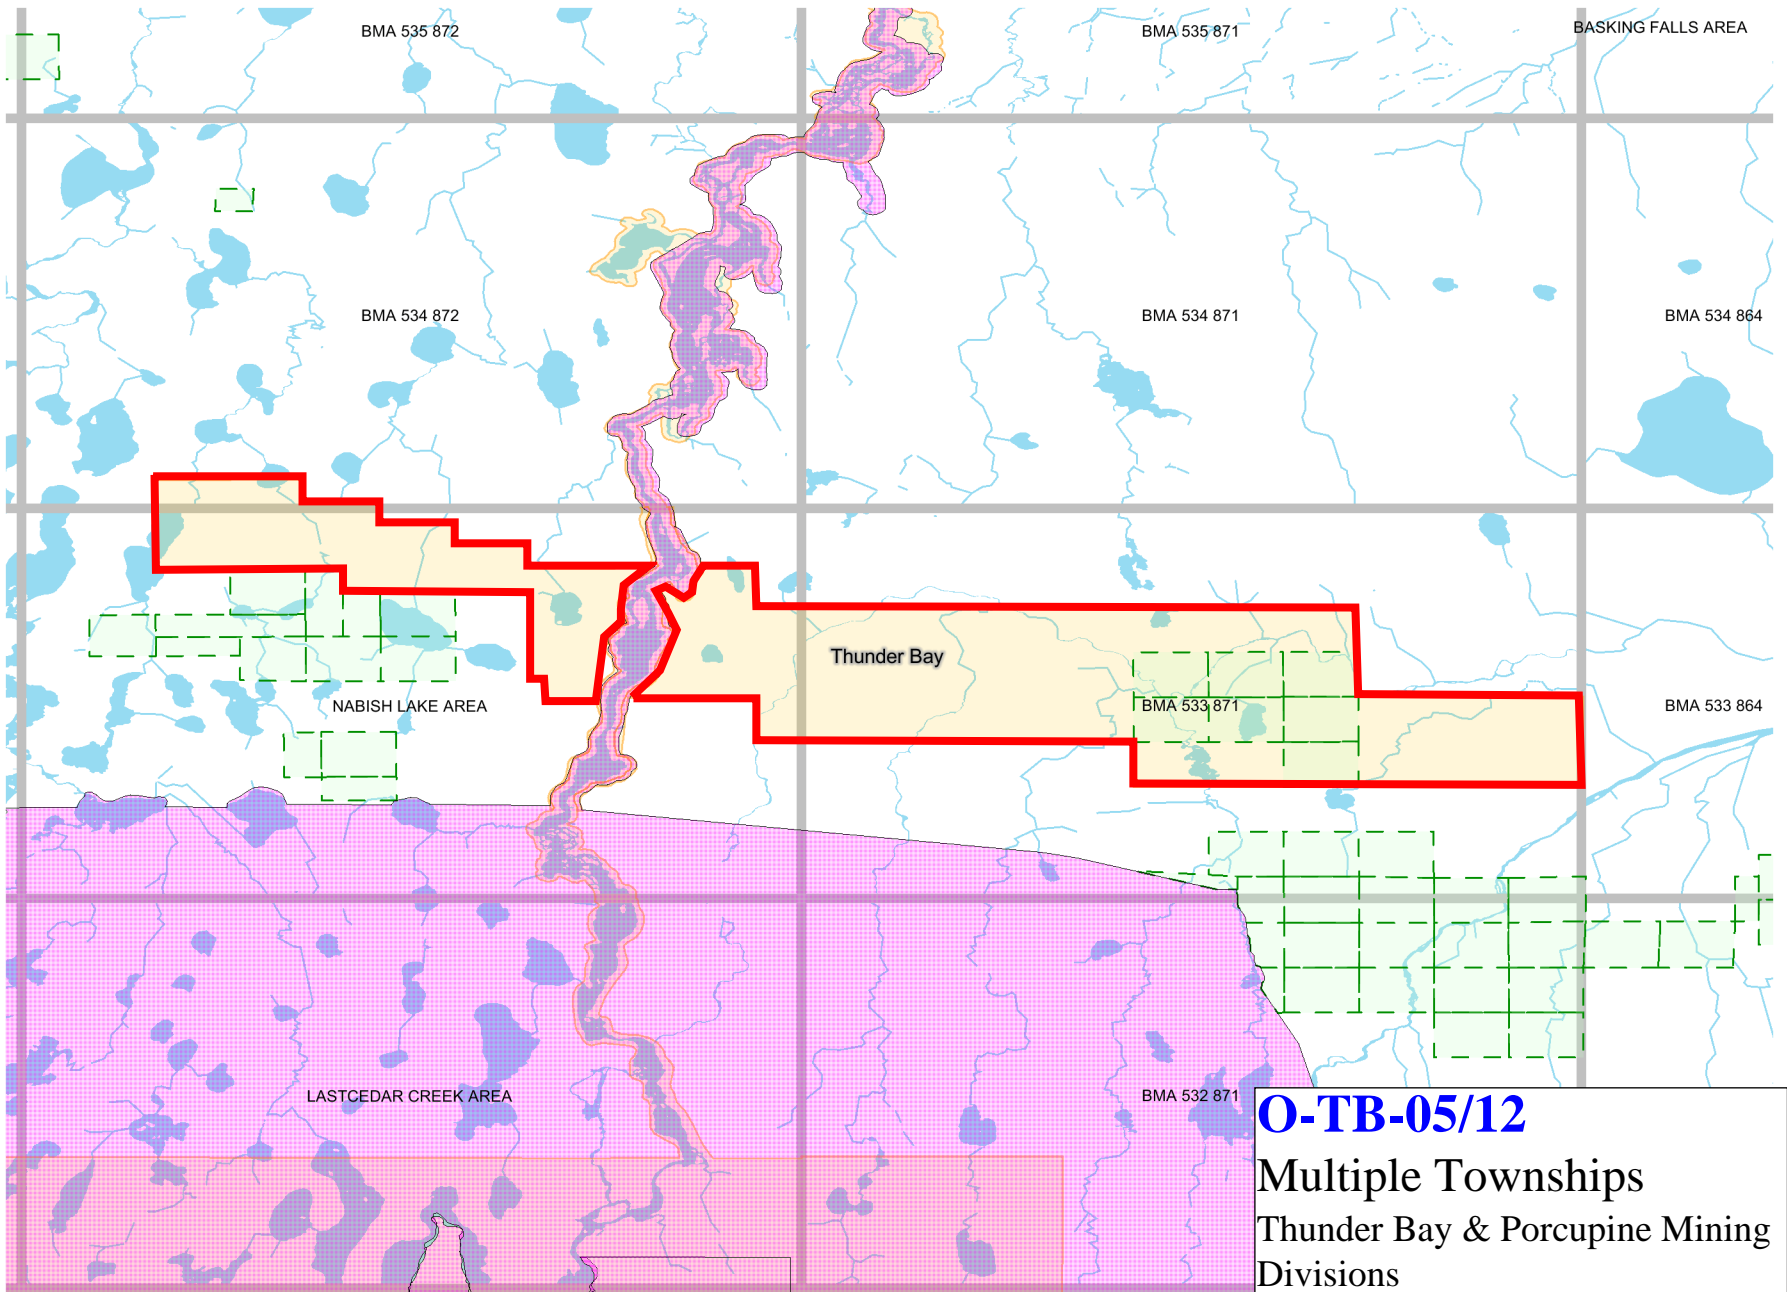 BMA 535 872
BMA 535 871
BASKING FALLS AREA
BMA 534 872
BMA 534 871
BMA 534 864
Thunder Bay
NABISH LAKE AREA
BMA 533 871
BMA 533 864
LASTCEDAR CREEK AREA
BMA 532 871
O-TB-05/12
Multiple Townships
Thunder Bay & Porcupine Mining
Divisions